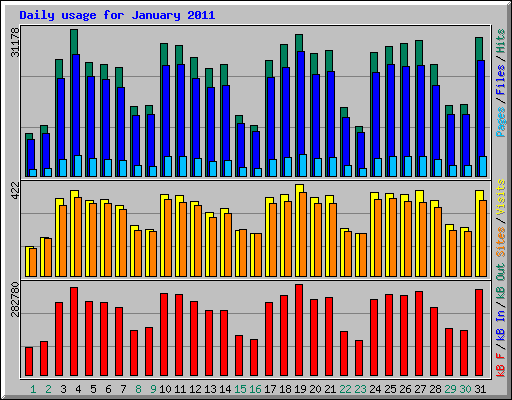 Daily usage for January 2011
31178
Pages / Files / Hits
422
Sites / Visits
282780
kB F / kB In / kB Out
1 2 3 4 5 6 7 8 9 10 11 12 13 14 15 16 17 18 19 20 21 22 23 24 25 26 27 28 29 30 31